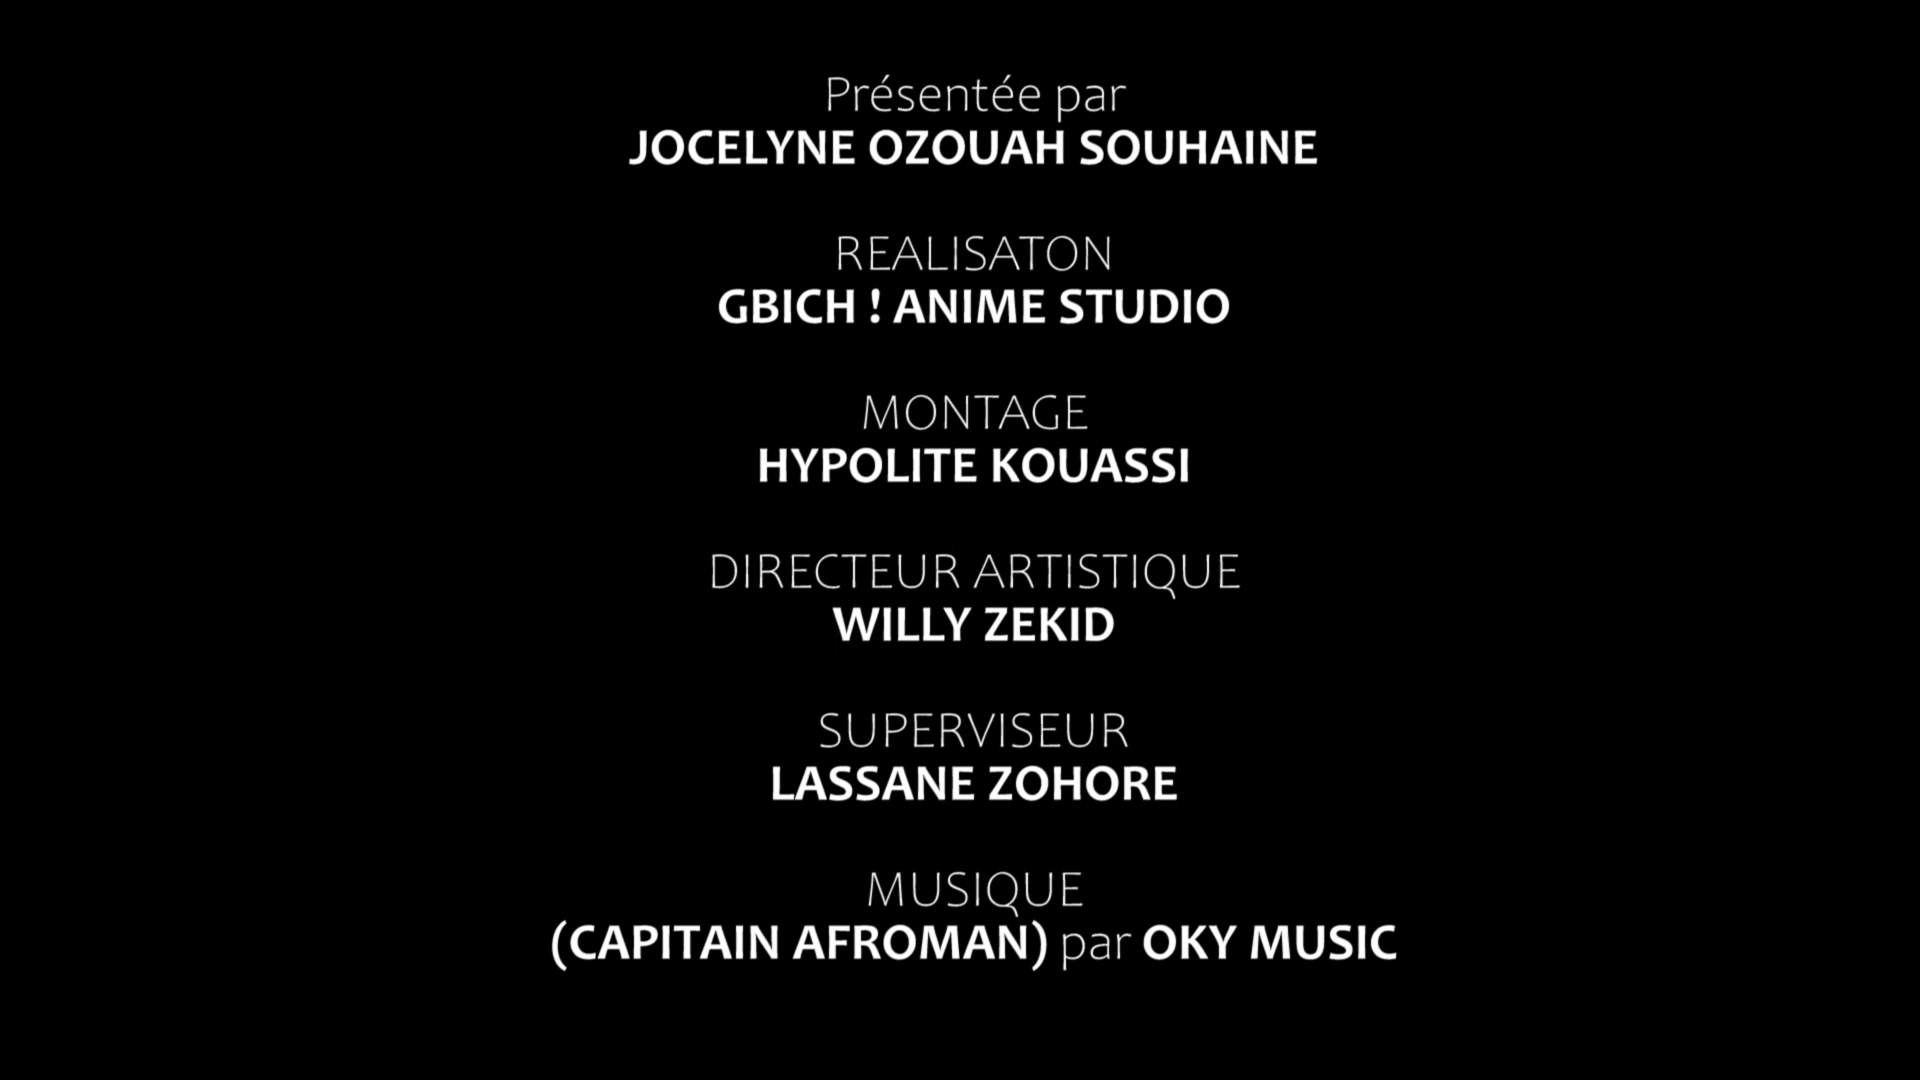 Présentée par
JOCELYNE OZOUAH SOUHAINE
REALISATON
GBICH ! ANIME STUDIO
MONTAGE
HYPOLITE KOUASSI
DIRECTEUR ARTISTIQUE
WILLY ZEKID
SUPERVISEUR
LASSANE ZOHORE
MUSIQUE
(CAPITAIN AFROMAN) par OKY MUSIC